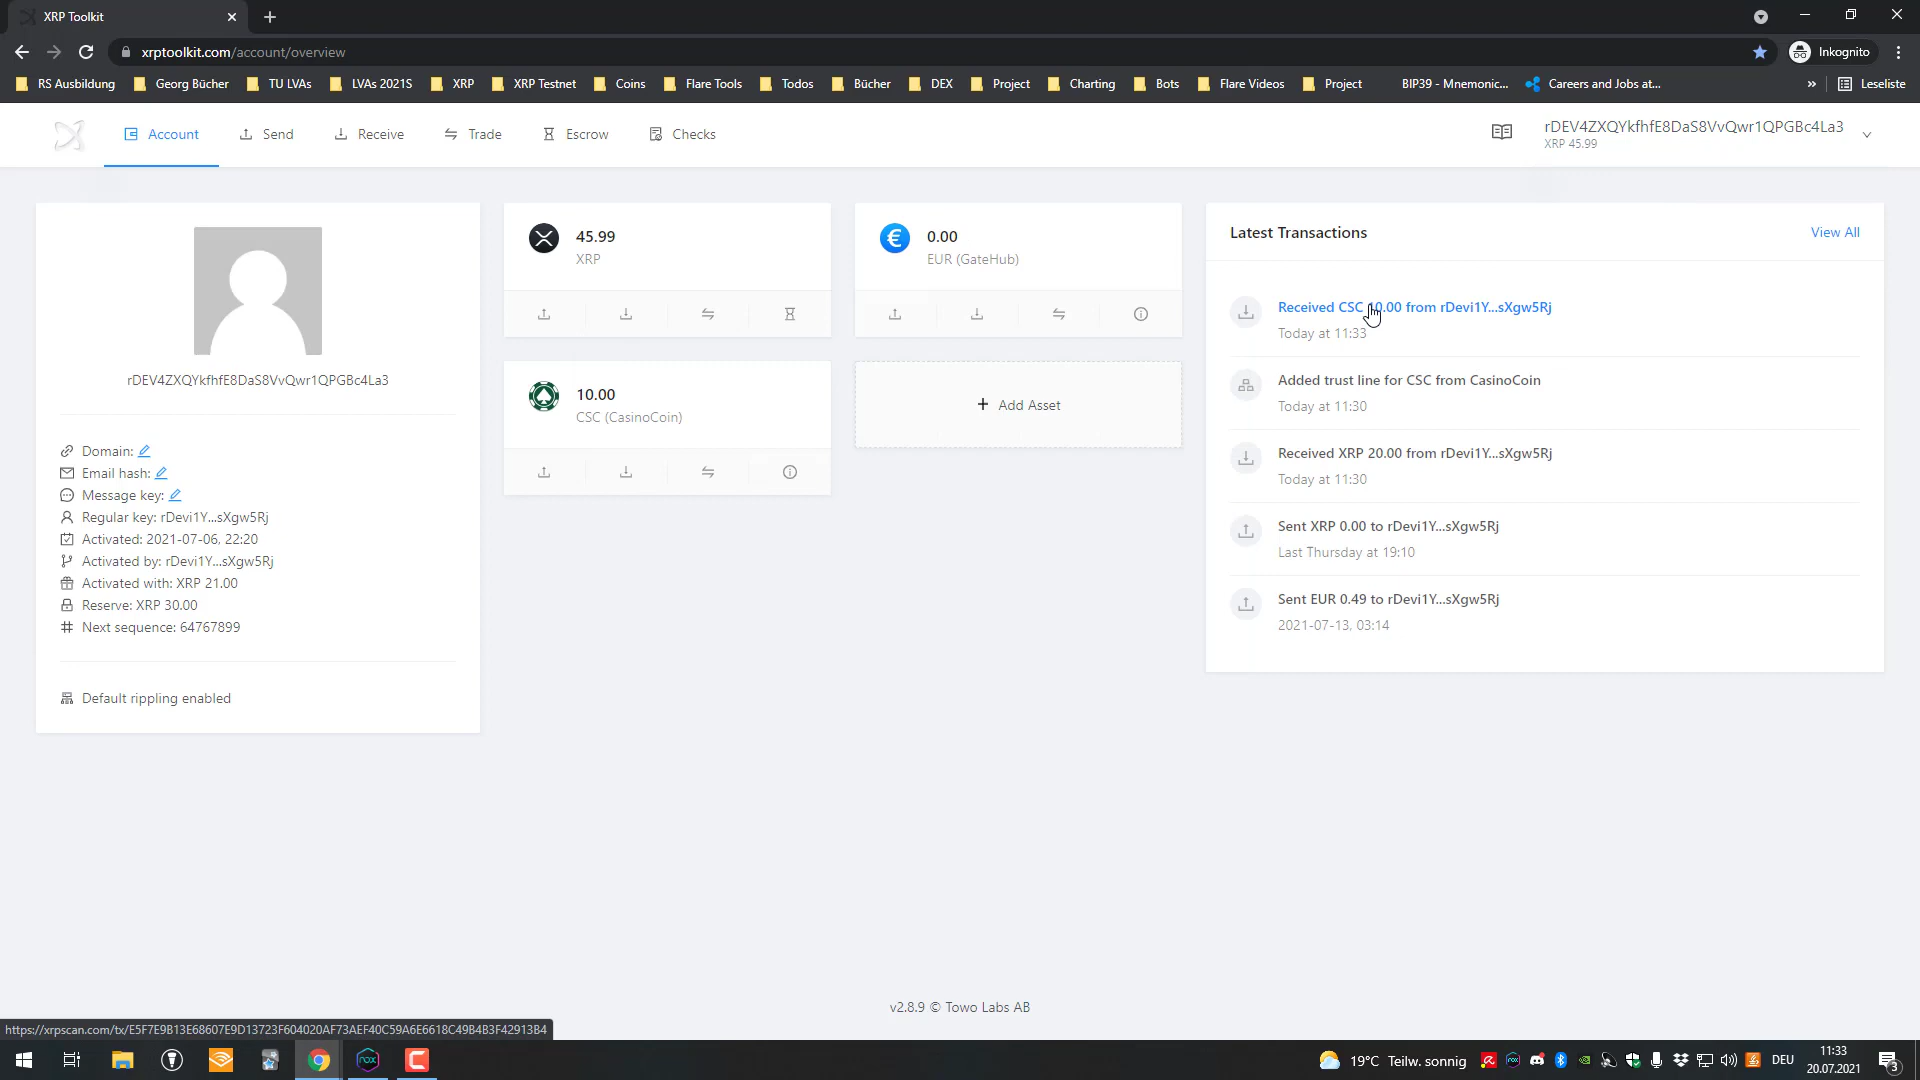 XRP Toolkit
xrptoolkit.com/account/overview
Inkognito
RS Ausbildung
Georg Bücher
TU LVAs
LVAs 2021S
XRP
XRP Testnet
Coins
Flare Tools
Todos
Bücher
DEX
Project
Charting
Bots
Flare Videos
Project
BIP39 - Mnemonic...
Careers and Jobs at...
»
Leseliste
Account
Send
Receive
Trade
Escrow
Checks
rDEV4ZXQYkfhfE8DaS8VvQwr1QPGBc4La3
XRP 45.99
rDEV4ZXQYkfhfE8DaS8VvQwr1QPGBc4La3
Domain:
Email hash:
Message key:
Regular key: rDevi1Y...sXgw5Rj
Activated: 2021-07-06, 22:20
Activated by: rDevi1Y...sXgw5Rj
Activated with: XRP 21.00
Reserve: XRP 30.00
Next sequence: 64767899
Default rippling enabled
45.99
XRP
0.00
EUR (GateHub)
10.00
CSC (CasinoCoin)
+ Add Asset
Latest Transactions
View All
Received CSC 10.00 from rDevi1Y...sXgw5Rj
Today at 11:33
Added trust line for CSC from CasinoCoin
Today at 11:30
Received XRP 20.00 from rDevi1Y...sXgw5Rj
Today at 11:30
Sent XRP 0.00 to rDevi1Y...sXgw5Rj
Last Thursday at 19:10
Sent EUR 0.49 to rDevi1Y...sXgw5Rj
2021-07-13, 03:14
v2.8.9 © Towo Labs AB
https://xrpscan.com/tx/E5F7E9B13E68607E9D13723F604020AF73AEF40C59A6E6618C49B4B3F42913B4
nox
19°C Teilw. sonnig
DEU
11:33
20.07.2021
3